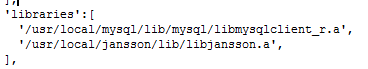 ],
'libraries':[
'/usr/local/mysql/lib/mysql/libmysqlclient_r.a',
'/usr/local/jansson/lib/libjansson.a',
],